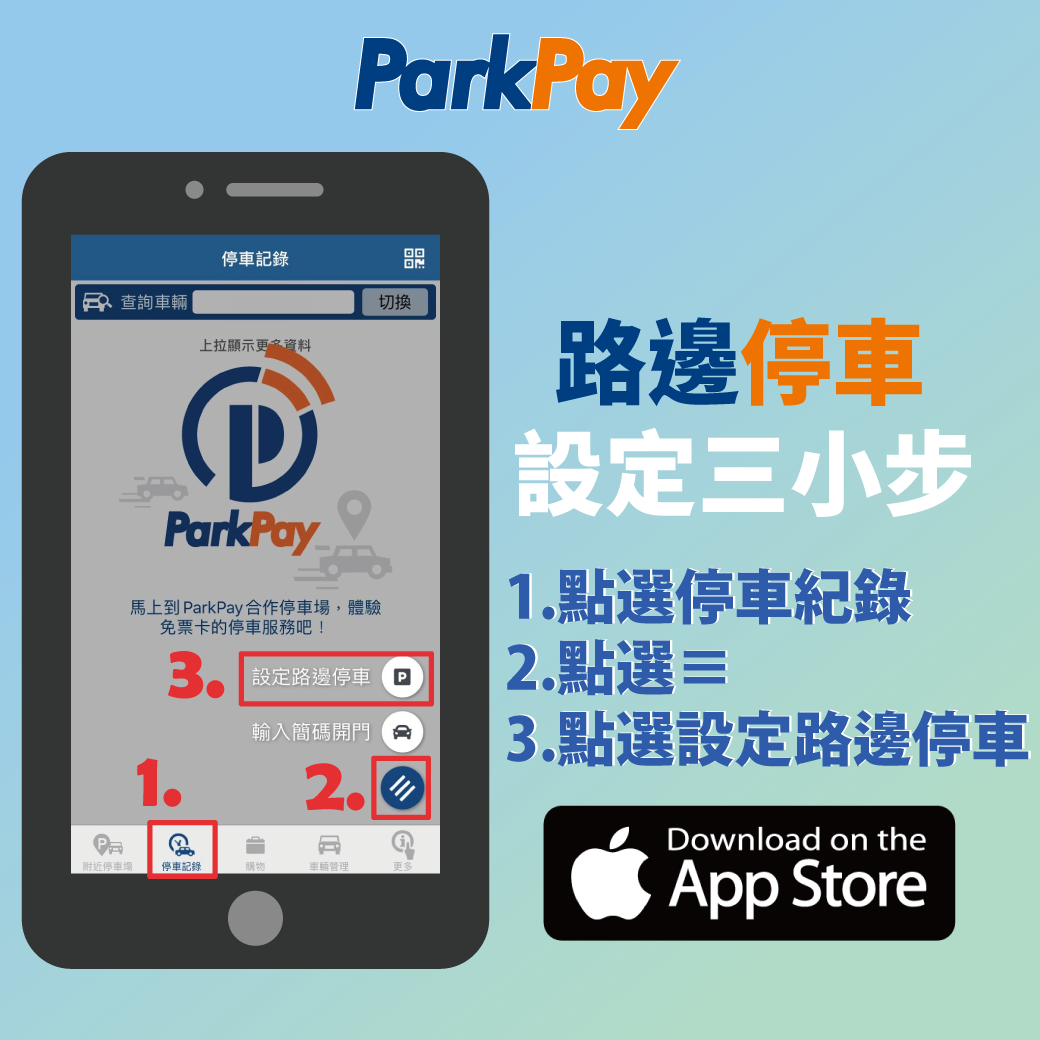 ParkPay
停車記錄
查詢車輛
切換
上拉顯示更多資料
ParkPay
馬上到ParkPay合作停車場，體驗
免票卡的停車服務吧！
3.
設定路邊停車
P
輸入簡碼開門
1.
2.
附近停車場
停車記錄
購物
車輛管理
更多
路邊停車
設定三小步
1.點選停車紀錄
2.點選≡
3.點選設定路邊停車
Download on the
App Store